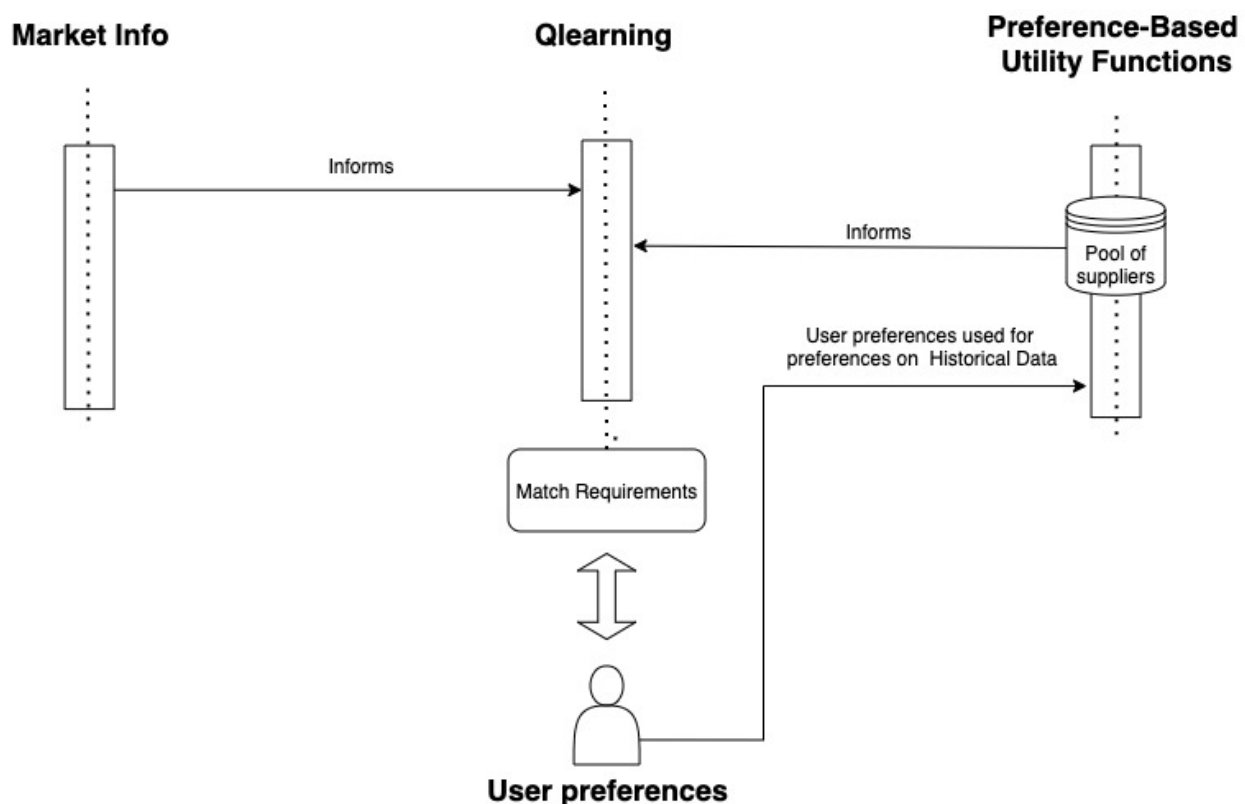 Market Info
Qlearning
Preference-Based
Utility Functions
Informs
Informs
Pool of
suppliers
User preferences used for
preferences on Historical Data
Match Requirements
User preferences